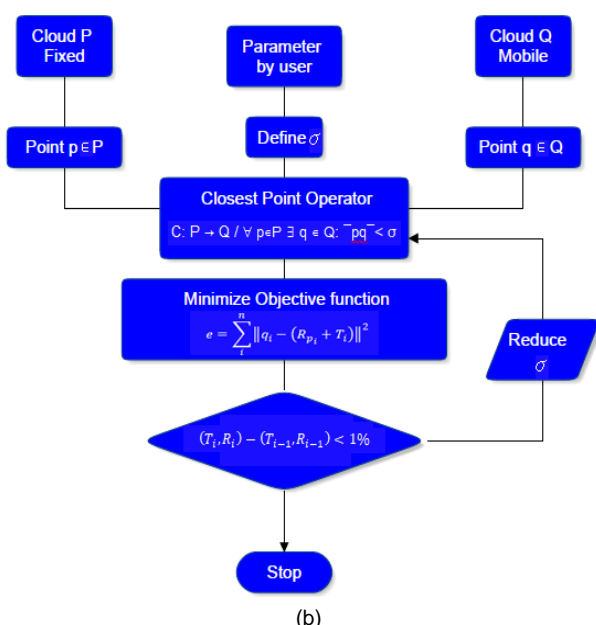 Cloud P
Fixed
Parameter
by user
Cloud Q
Mobile
Point p∈P
Define σ
Point q ∈ Q
Closest Point Operator
C: P → Q / ∀ p∈P ∃ q ∈ Q: ¯pq¯< σ
Minimize Objective function
e = ∑_i^n ‖q_i − (R_{p_i} + T_i)‖²
Reduce
σ
(T_i,R_i) − (T_{i−1},R_{i−1}) < 1%
Stop
(b)